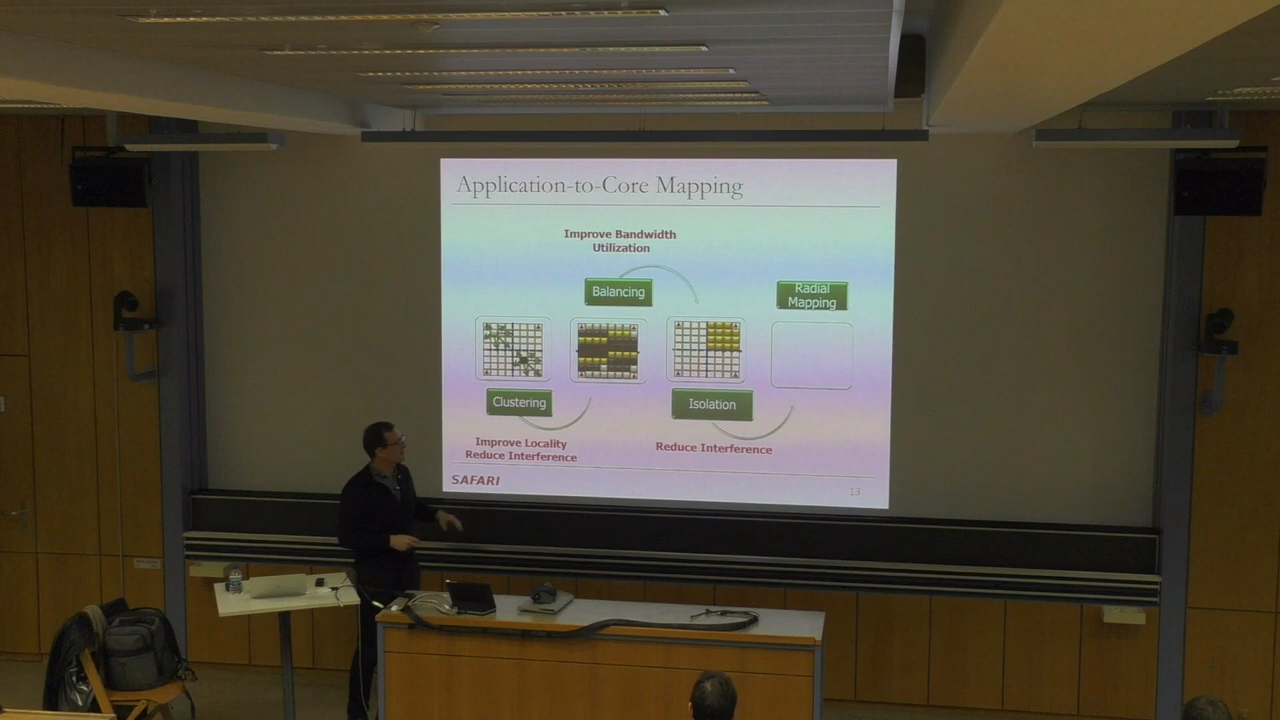 Application-to-Core Mapping
Improve Bandwidth
Utilization
Balancing
Radial
Mapping
Clustering
Isolation
Improve Locality
Reduce Interference
Reduce Interference
SAFARI
13